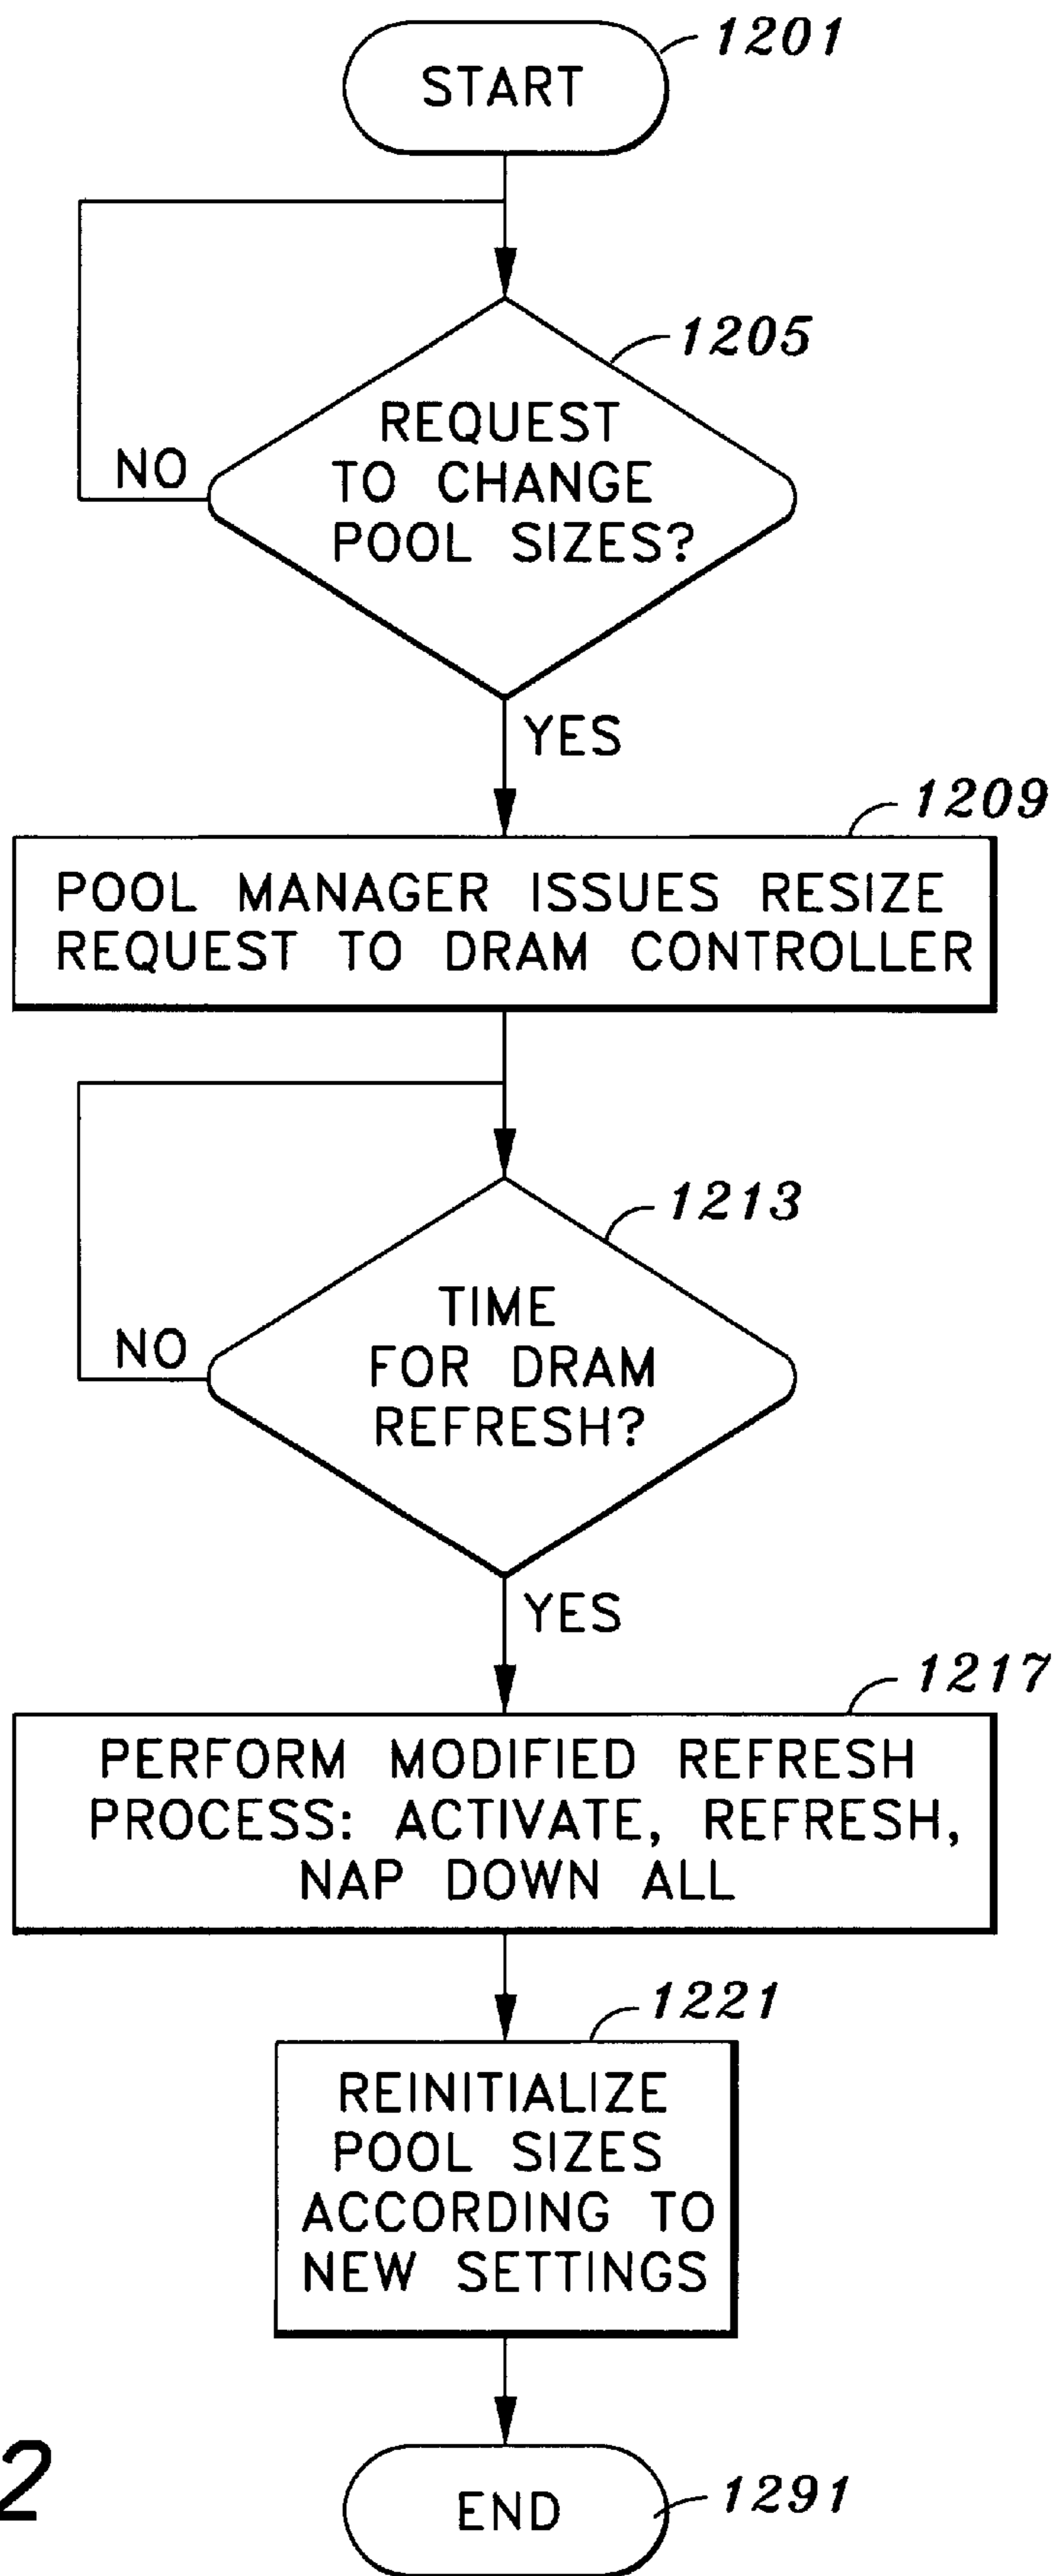 1201
START
1205
REQUEST
TO CHANGE
POOL SIZES?
NO
YES
1209
POOL MANAGER ISSUES RESIZE
REQUEST TO DRAM CONTROLLER
1213
TIME
FOR DRAM
REFRESH?
NO
YES
1217
PERFORM MODIFIED REFRESH
PROCESS: ACTIVATE, REFRESH,
NAP DOWN ALL
1221
REINITIALIZE
POOL SIZES
ACCORDING TO
NEW SETTINGS
2
END
1291